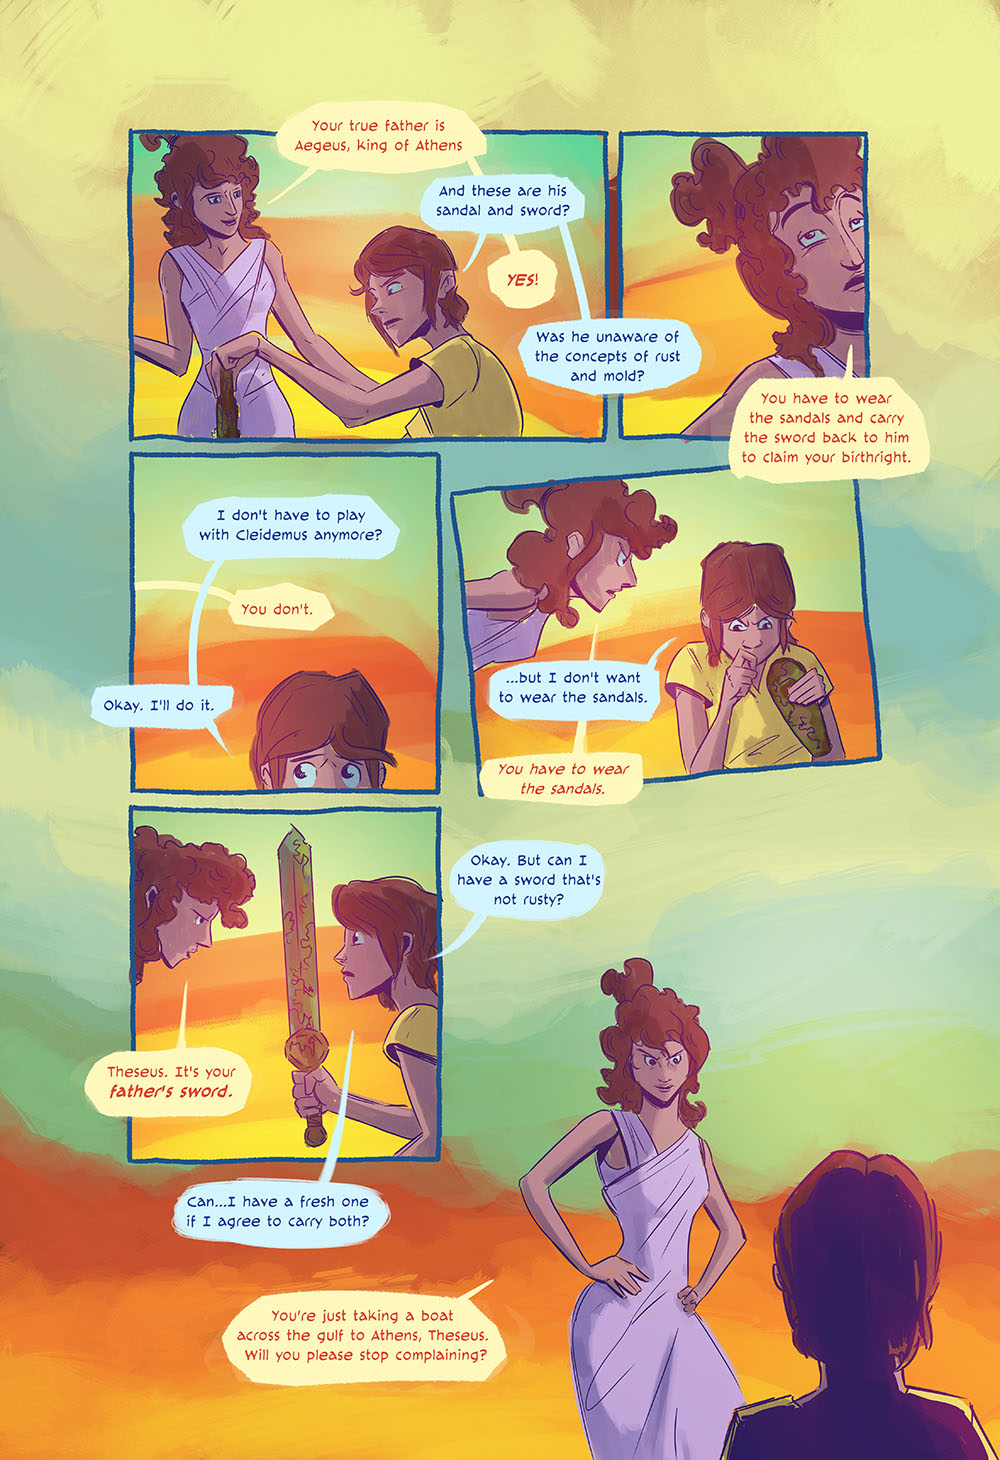 Your true father is
Aegeus, King of Athens
And these are his
sandal and sword?
YES!
Was he unaware of
the concepts of rust
and mold?
You have to wear
the sandals and carry
the sword back to him
to claim your birthright.
I don't have to play
with Cleidemus anymore?
You don't.
Okay. I'll do it.
...but I don't want
to wear the sandals.
You have to wear
the sandals.
Okay. But can I
have a sword that's
not rusty?
Theseus. It's your
father's sword.
Can...I have a fresh one
if I agree to carry both?
You're just taking a boat
across the gulf to Athens, Theseus.
Will you please stop complaining?